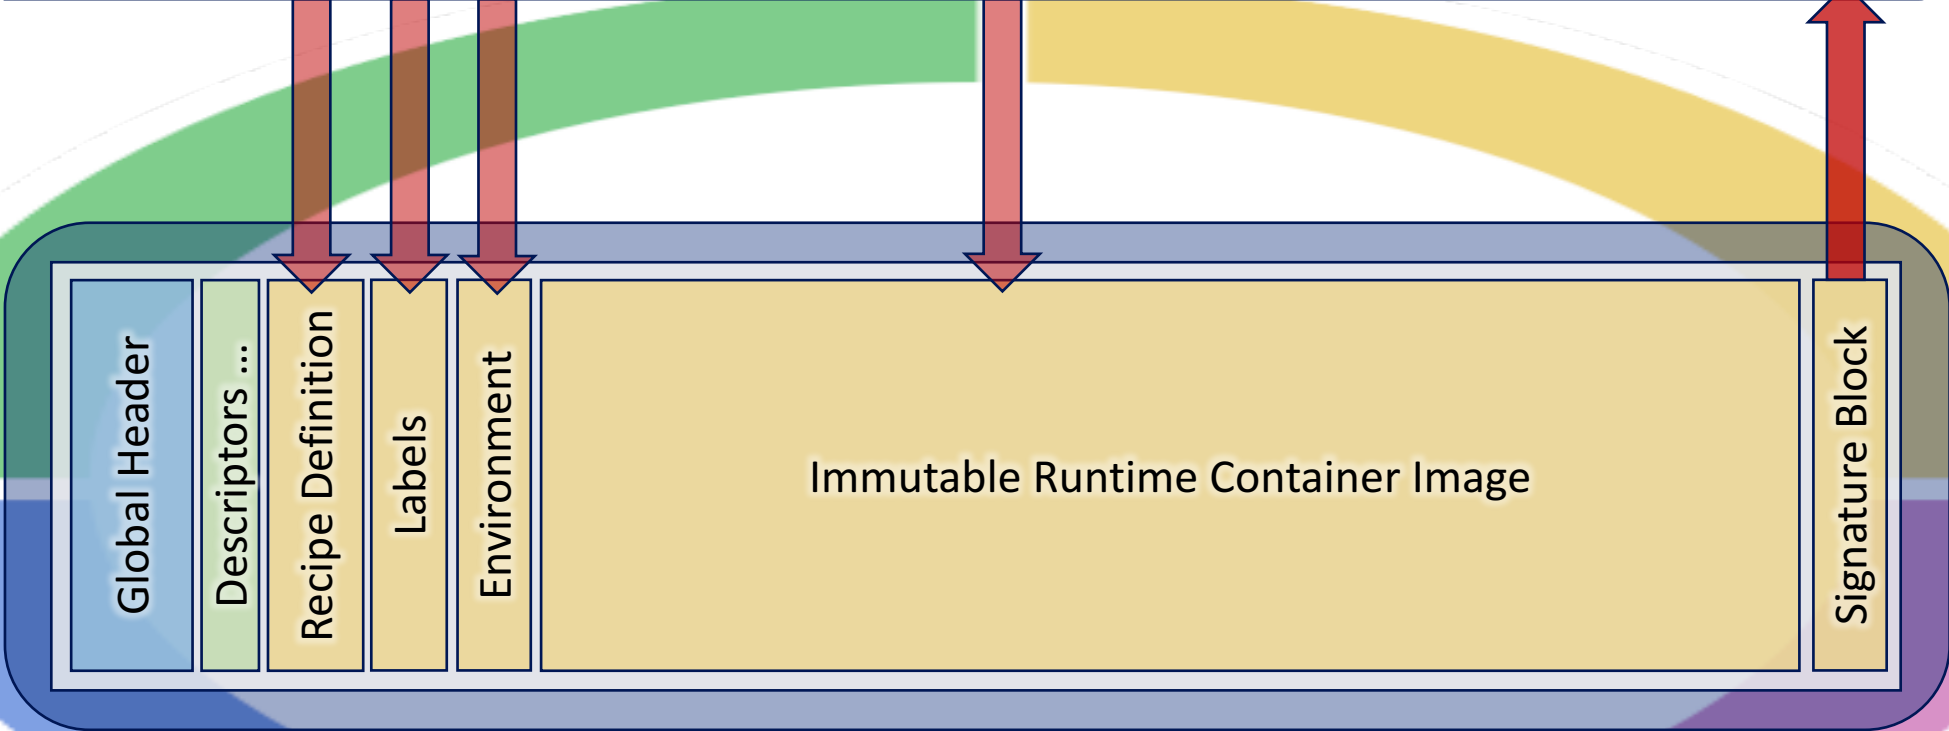 Global Header
Descriptors ...
Recipe Definition
Labels
Environment
Immutable Runtime Container Image
Signature Block